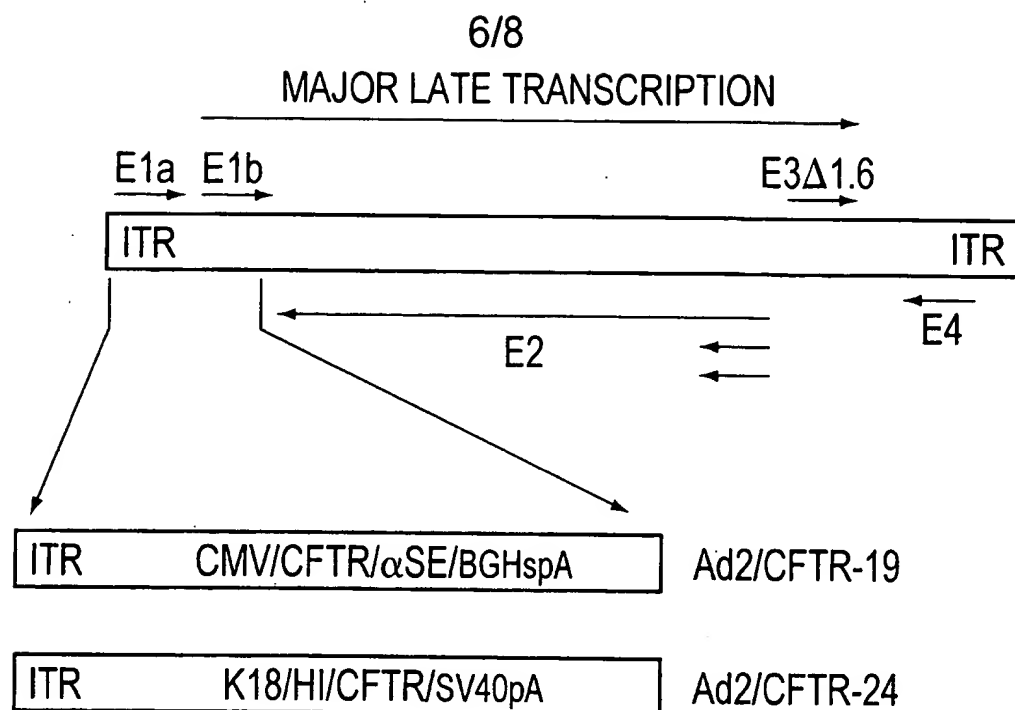 6/8
MAJOR LATE TRANSCRIPTION
E1a E1b E3Δ1.6
ITR ITR
E2 E4
ITR CMV/CFTR/αSE/BGHspA Ad2/CFTR-19
ITR K18/HI/CFTR/SV40pA Ad2/CFTR-24